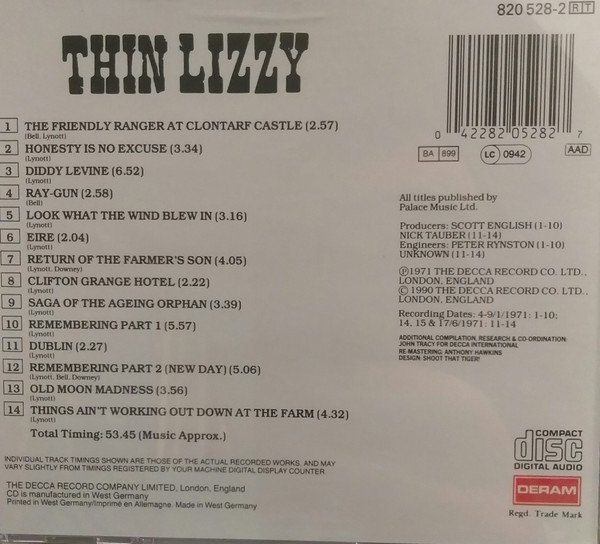 820 528-2 RT
THIN LIZZY
0 42282 05282 7
BA 899
LC 0942
AAD
1 THE FRIENDLY RANGER AT CLONTARF CASTLE (2.57)
(Bell, Lynott)
2 HONESTY IS NO EXCUSE (3.34)
(Lynott)
3 DIDDY LEVINE (6.52)
(Lynott)
4 RAY-GUN (2.58)
(Bell)
5 LOOK WHAT THE WIND BLEW IN (3.16)
(Lynott)
6 EIRE (2.04)
(Lynott)
7 RETURN OF THE FARMER'S SON (4.05)
(Lynott, Downey)
8 CLIFTON GRANGE HOTEL (2.22)
(Lynott)
9 SAGA OF THE AGEING ORPHAN (3.39)
(Lynott)
10 REMEMBERING PART 1 (5.57)
(Lynott)
11 DUBLIN (2.27)
(Lynott)
12 REMEMBERING PART 2 (NEW DAY) (5.06)
(Lynott, Bell, Downey)
13 OLD MOON MADNESS (3.56)
(Lynott)
14 THINGS AIN'T WORKING OUT DOWN AT THE FARM (4.32)
(Lynott)
Total Timing: 53.45 (Music Approx.)
All titles published by
Palace Music Ltd.
Producers: SCOTT ENGLISH (1-10)
NICK TAUBER (11-14)
Engineers: PETER RYNSTON (1-10)
UNKNOWN (11-14)
Ⓟ1971 THE DECCA RECORD CO. LTD.,
LONDON, ENGLAND
© 1990 THE DECCA RECORD CO. LTD.,
LONDON, ENGLAND
Recording Dates: 4-9/1/1971: 1-10;
14, 15 & 17/6/1971: 11-14
ADDITIONAL COMPILATION, RESEARCH & CO-ORDINATION:
JOHN TRACY FOR DECCA INTERNATIONAL
RE-MASTERING: ANTHONY HAWKINS
DESIGN: SHOOT THAT TIGER!
INDIVIDUAL TRACK TIMINGS SHOWN ARE THOSE OF THE ACTUAL RECORDED WORKS, AND MAY
VARY SLIGHTLY FROM TIMINGS REGISTERED BY YOUR MACHINE DIGITAL DISPLAY COUNTER.
THE DECCA RECORD COMPANY LIMITED, London, England
CD is manufactured in West Germany
Printed in West Germany/Imprimé en Allemagne. Made in West Germany
COMPACT
disc
DIGITAL AUDIO
DERAM
Regd. Trade Mark